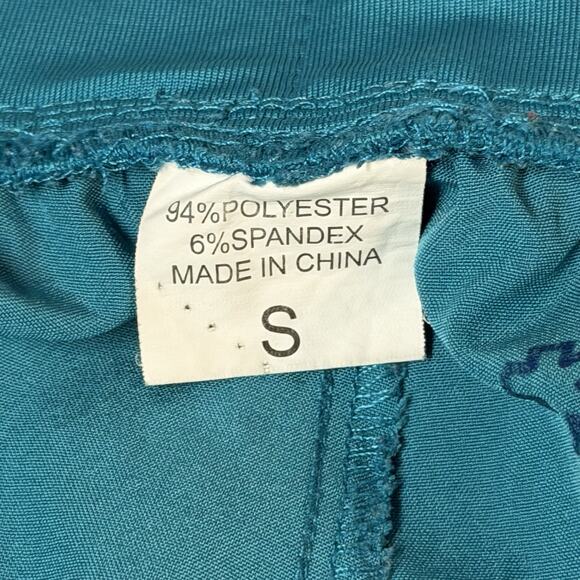 94%POLYESTER
6%SPANDEX
MADE IN CHINA
S